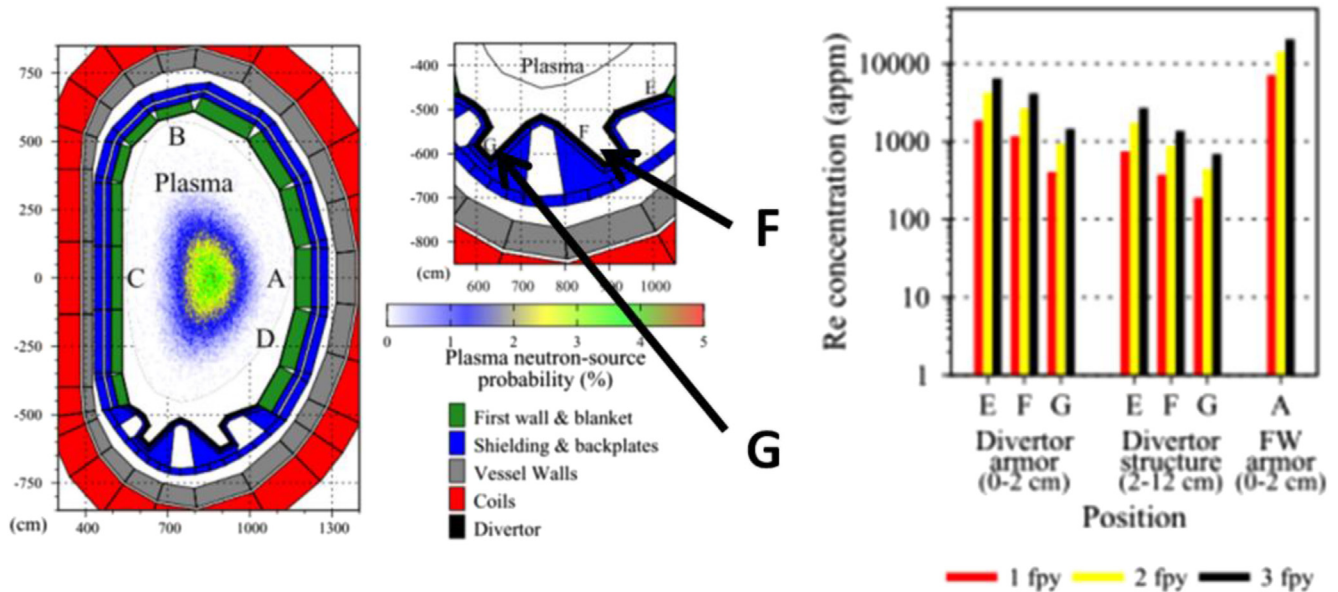 750
500
250
0
-250
-500
-750
(cm)
400
700
1000
1300
B
Plasma
C
A
D
-400
-500
-600
-700
-800
(cm)
600
700
800
900
1000
Plasma
E
F
G
F
G
0
1
2
3
4
5
Plasma neutron-source
probability (%)
First wall & blanket
Shielding & backplates
Vessel Walls
Coils
Divertor
Re concentration (appm)
10000
1000
100
10
1
E F G
E F G
A
Divertor
armor
(0-2 cm)
Divertor
structure
(2-12 cm)
FW
armor
(0-2 cm)
Position
1 fpy
2 fpy
3 fpy